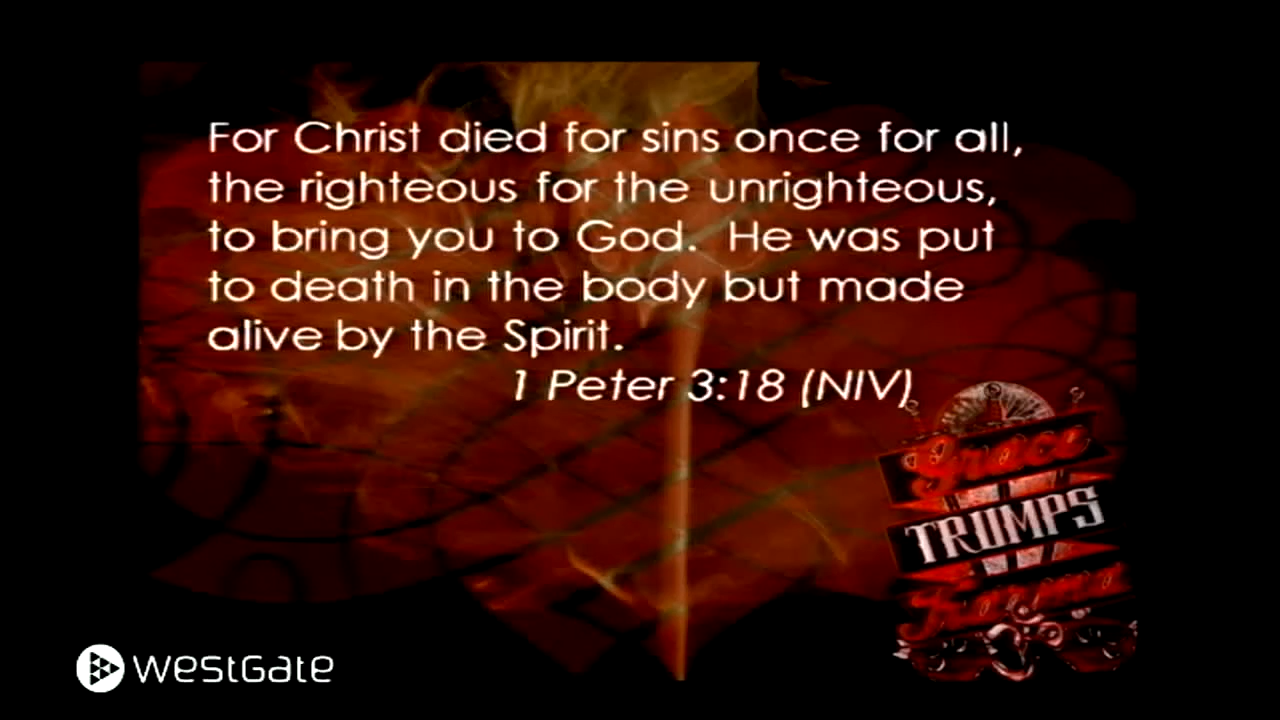 For Christ died for sins once for all,
the righteous for the unrighteous,
to bring you to God. He was put
to death in the body but made
alive by the Spirit.
1 Peter 3:18 (NIV)
Grace
TRUMPS
westGate